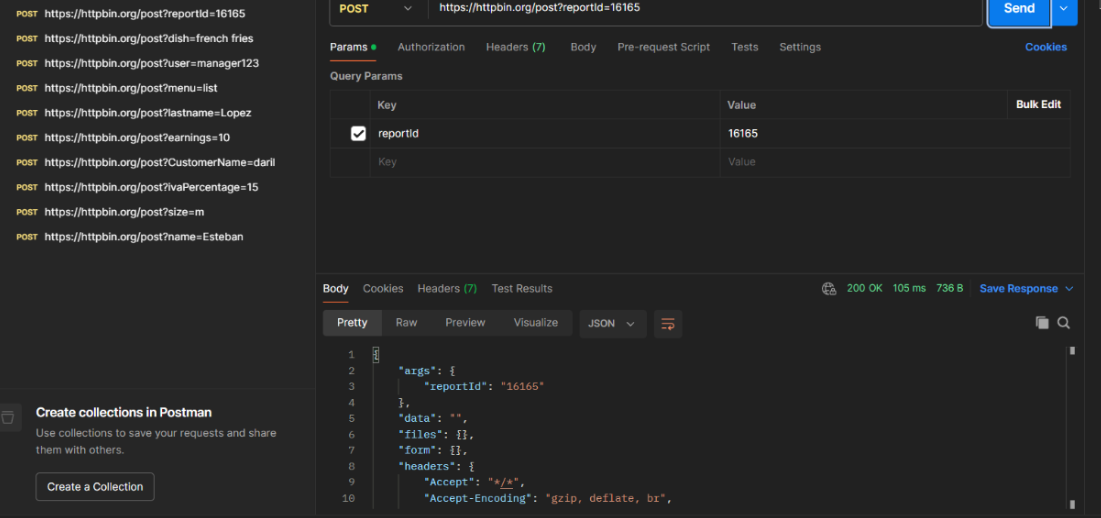 POST https://httpbin.org/post?reportId=16165
POST https://httpbin.org/post?dish=french fries
POST https://httpbin.org/post?user=manager123
POST https://httpbin.org/post?menu=list
POST https://httpbin.org/post?lastname=Lopez
POST https://httpbin.org/post?earnings=10
POST https://httpbin.org/post?CustomerName=daril
POST https://httpbin.org/post?ivaPercentage=15
POST https://httpbin.org/post?size=m
POST https://httpbin.org/post?name=Esteban
Create collections in Postman
Use collections to save your requests and share
them with others.
Create a Collection
POST https://httpbin.org/post?reportId=16165 Send
Params Authorization Headers (7) Body Pre-request Script Tests Settings Cookies
Query Params
Key Value Bulk Edit
reportId 16165
Key Value
Body Cookies Headers (7) Test Results 200 OK 105 ms 736 B Save Response
Pretty Raw Preview Visualize JSON
1 {
2 "args": {
3 "reportId": "16165"
4 },
5 "data": "",
6 "files": {},
7 "form": {},
8 "headers": {
9 "Accept": "*/*",
10 "Accept-Encoding": "gzip, deflate, br",